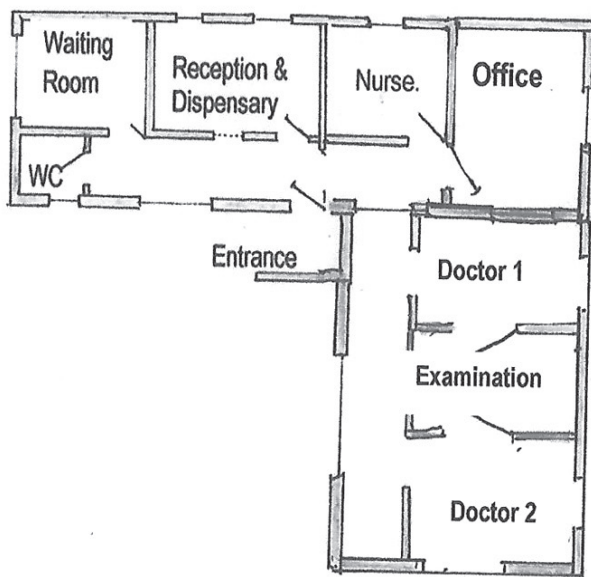 Waiting
Room
Reception &
Dispensary
Nurse.
Office
WC
Entrance
Doctor 1
Examination
Doctor 2